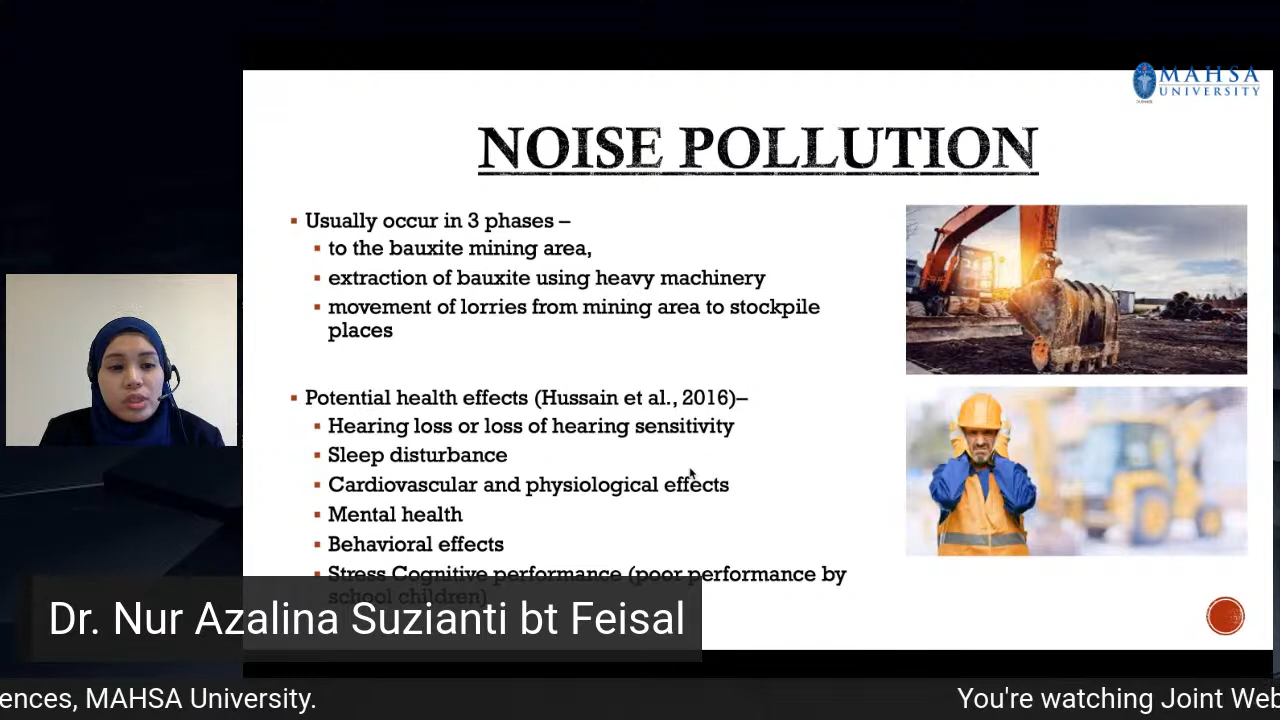 MAHSA
UNIVERSITY
NOISE POLLUTION
Usually occur in 3 phases –
to the bauxite mining area,
extraction of bauxite using heavy machinery
movement of lorries from mining area to stockpile
places
Potential health effects (Hussain et al., 2016)–
Hearing loss or loss of hearing sensitivity
Sleep disturbance
Cardiovascular and physiological effects
Mental health
Behavioral effects
Stress Cognitive performance (poor performance by
school children)
Dr. Nur Azalina Suzianti bt Feisal
ences, MAHSA University.
You're watching Joint Web